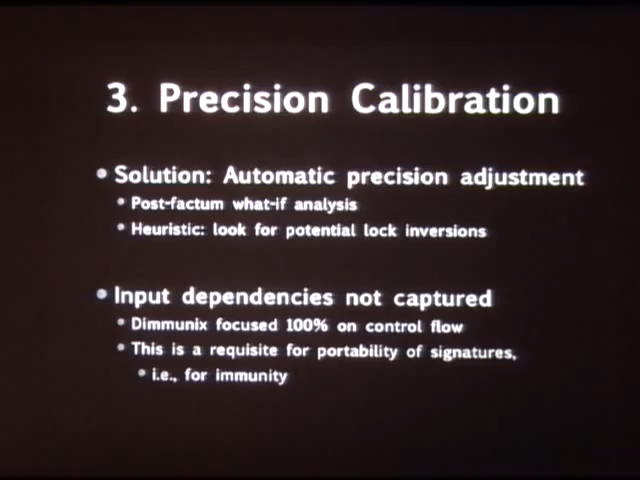 3. Precision Calibration
• Solution: Automatic precision adjustment
• Post-factum what-if analysis
• Heuristic: look for potential lock inversions
• Input dependencies not captured
• Dimmunix focused 100% on control flow
• This is a requisite for portability of signatures,
• i.e., for immunity